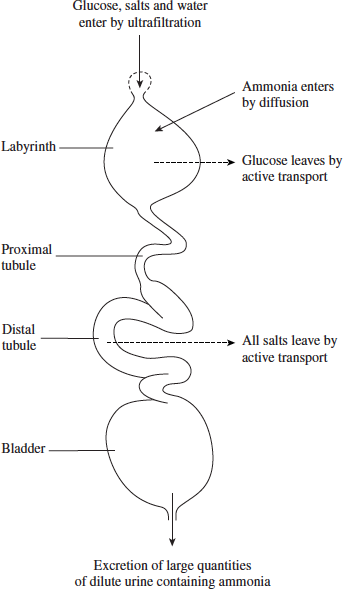 Glucose, salts and water
enter by ultrafiltration
Ammonia enters
by diffusion
Labyrinth
Glucose leaves by
active transport
Proximal
tubule
Distal
tubule
All salts leave by
active transport
Bladder
Excretion of large quantities
of dilute urine containing ammonia